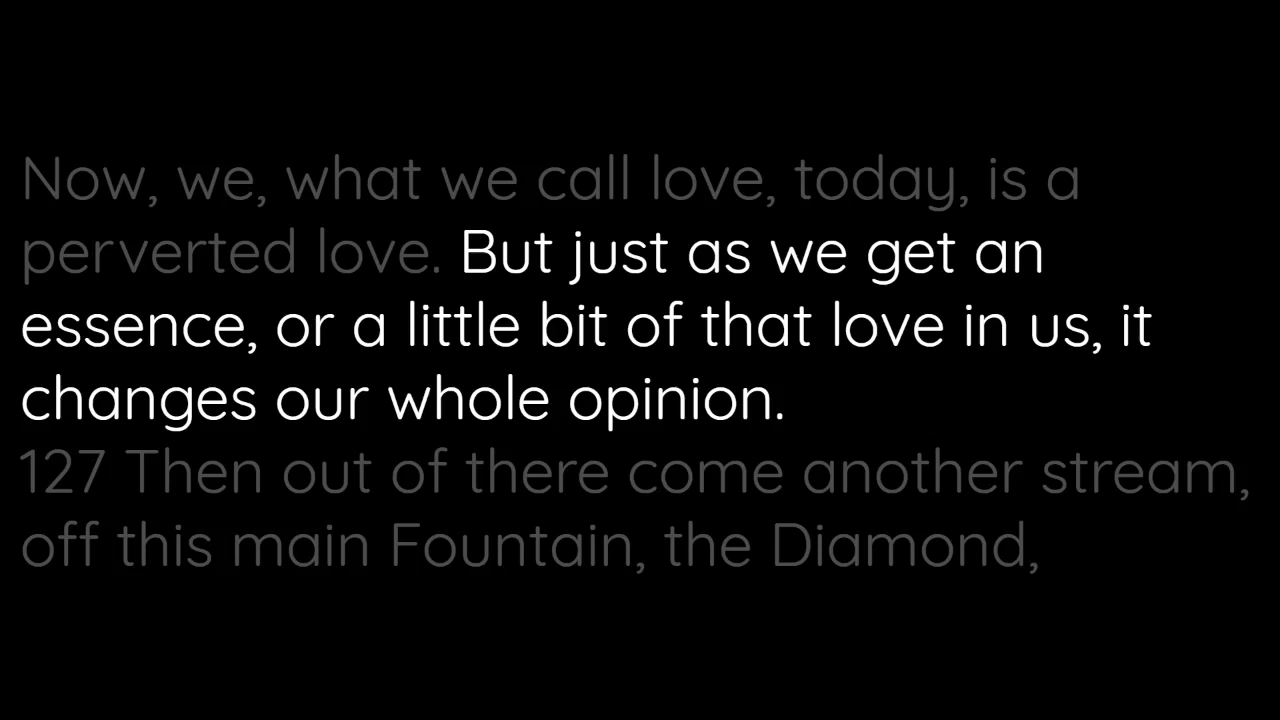 Now, we, what we call love, today, is a
perverted love. But just as we get an
essence, or a little bit of that love in us, it
changes our whole opinion.
127 Then out of there come another stream,
off this main Fountain, the Diamond,